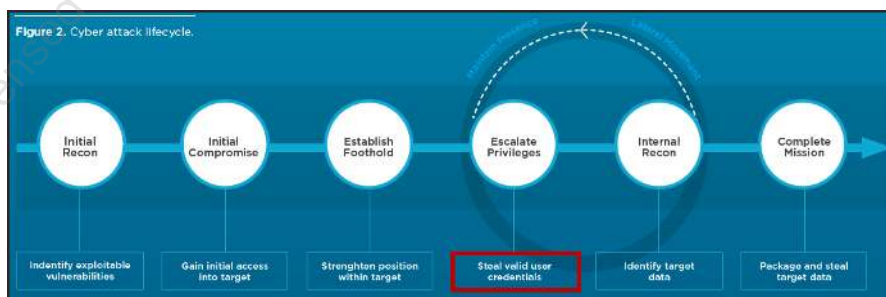 Figure 2. Cyber attack lifecycle.
Maintain Presence
Lateral Movement
Initial
Recon
Initial
Compromise
Establish
Foothold
Escalate
Privileges
Internal
Recon
Complete
Mission
Indentify exploitable
vulnerabilities
Gain initial access
into target
Strenghten position
within target
Steal valid user
credentials
Identify target
data
Package and steal
target data